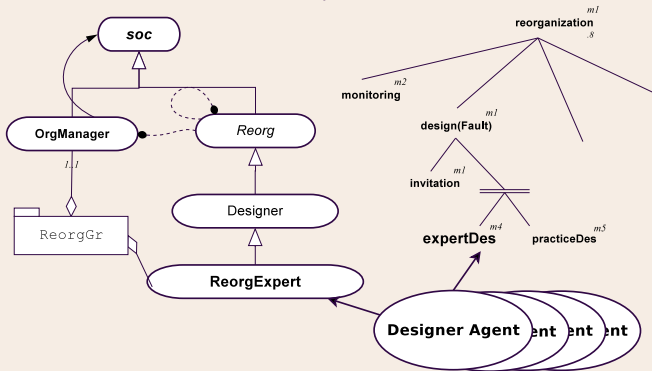 m1
reorganization
.8
soc
m2
monitoring
m1
OrgManager
Reorg
design(Fault)
1..1
m1
invitation
Designer
m4
m5
ReorgGr
expertDes
practiceDes
ReorgExpert
Designer Agent
ent
ent
ent